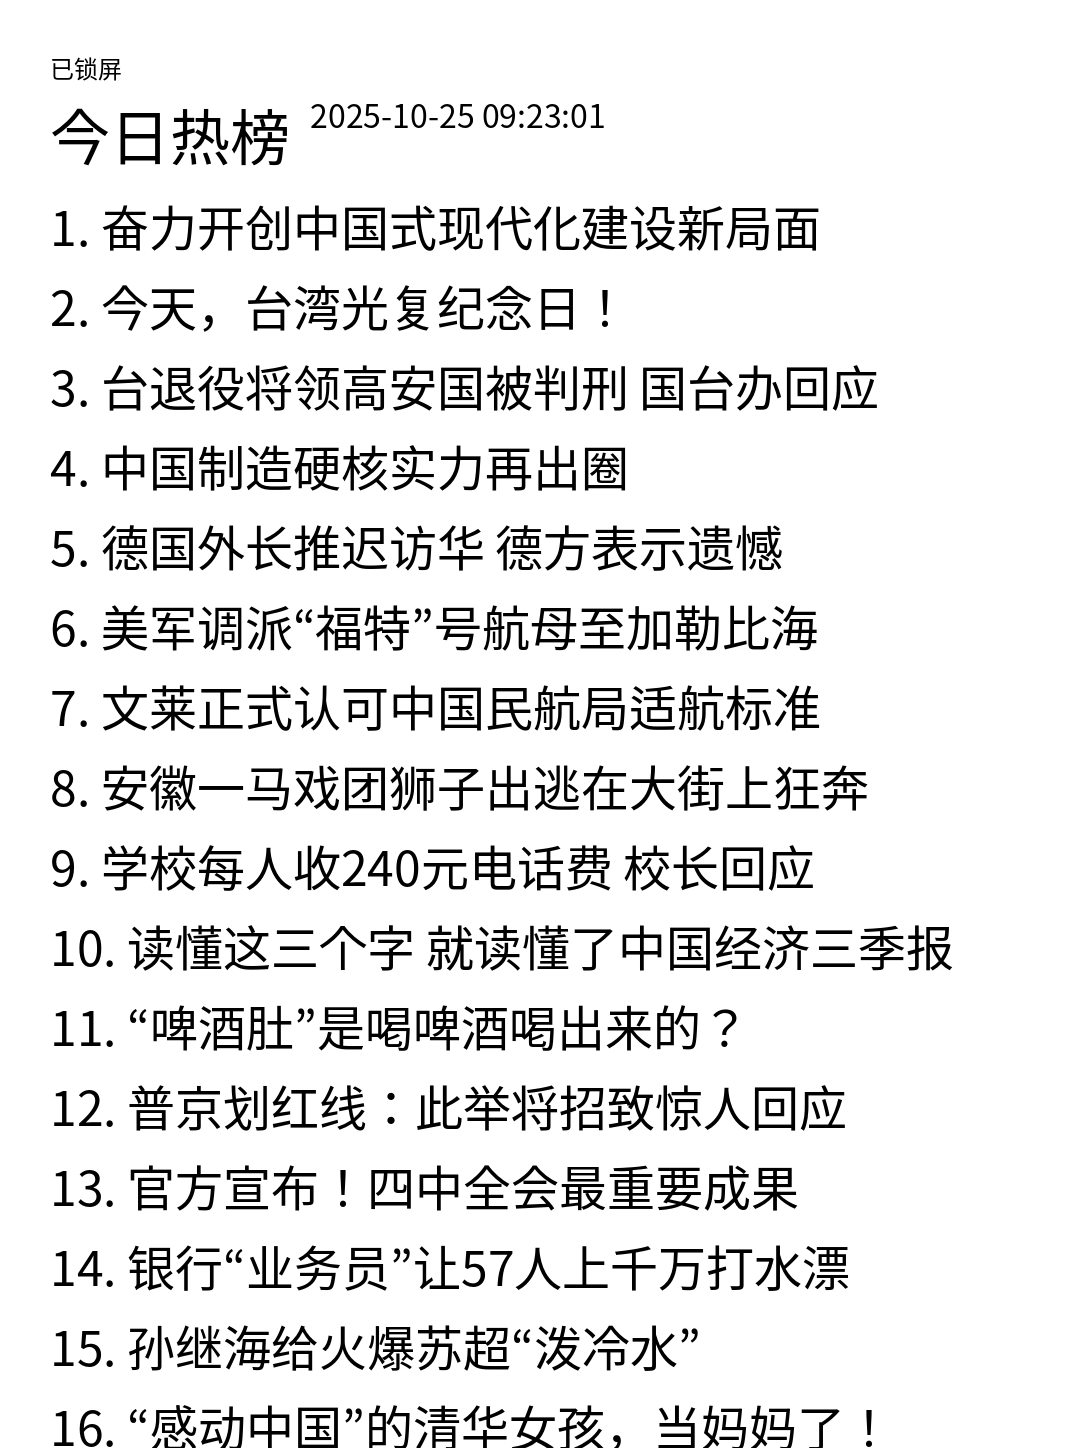 已锁屏
今日热榜 2025-10-25 09:23:01
1. 奋力开创中国式现代化建设新局面
2. 今天，台湾光复纪念日！
3. 台退役将领高安国被判刑 国台办回应
4. 中国制造硬核实力再出圈
5. 德国外长推迟访华 德方表示遗憾
6. 美军调派“福特”号航母至加勒比海
7. 文莱正式认可中国民航局适航标准
8. 安徽一马戏团狮子出逃在大街上狂奔
9. 学校每人收240元电话费 校长回应
10. 读懂这三个字 就读懂了中国经济三季报
11. “啤酒肚”是喝啤酒喝出来的？
12. 普京划红线：此举将招致惊人回应
13. 官方宣布！四中全会最重要成果
14. 银行“业务员”让57人上千万打水漂
15. 孙继海给火爆苏超“泼冷水”
16. “感动中国”的清华女孩，当妈妈了！